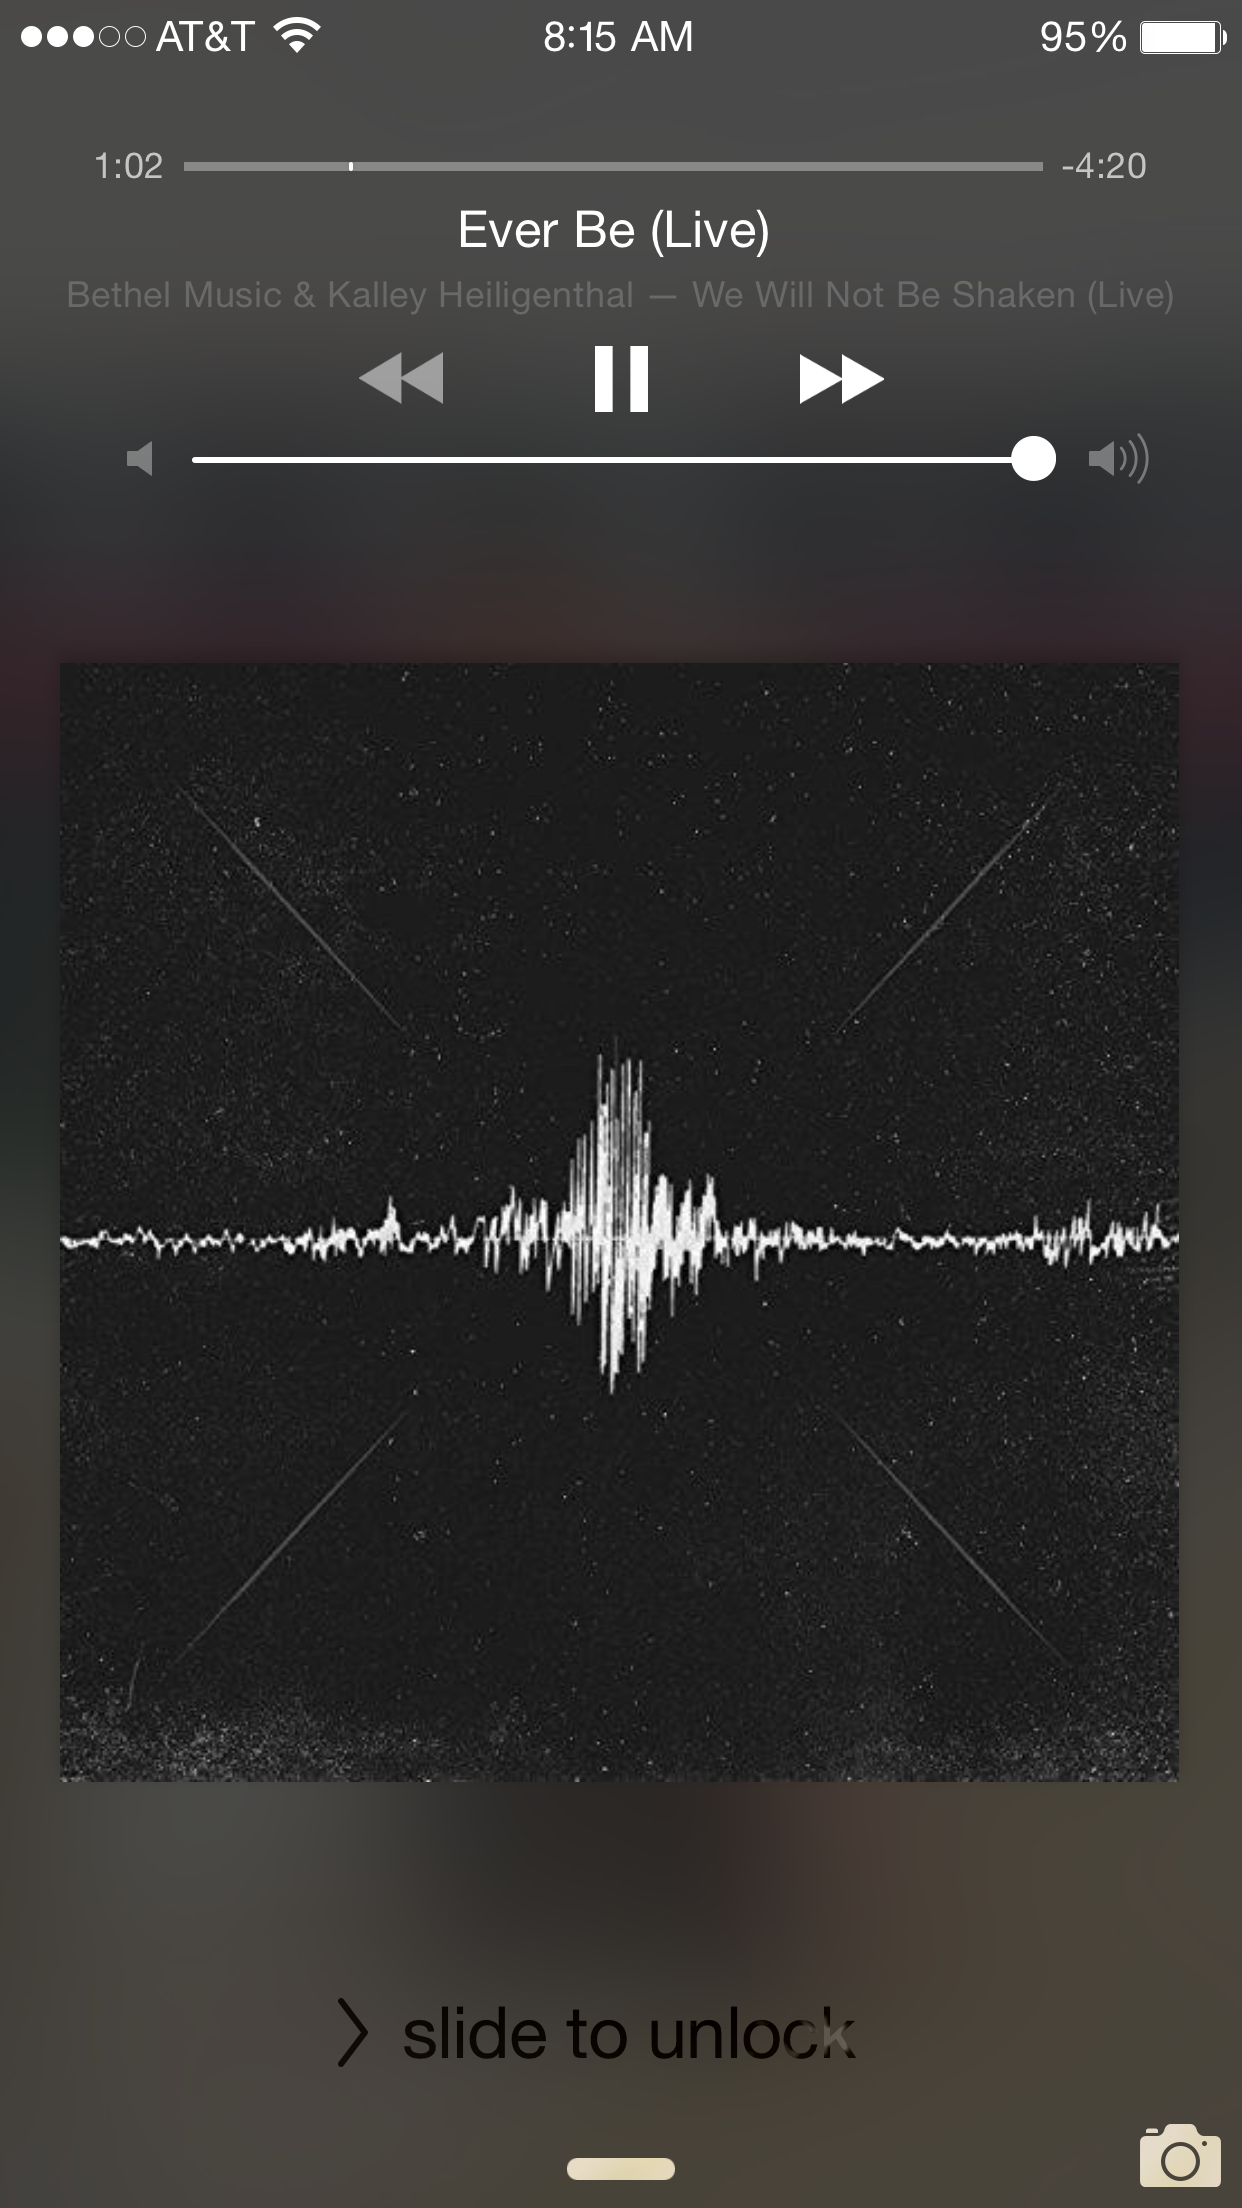 AT&T 8:15 AM 95%
1:02 -4:20
Ever Be (Live)
Bethel Music & Kalley Heiligenthal — We Will Not Be Shaken (Live)
slide to unlock